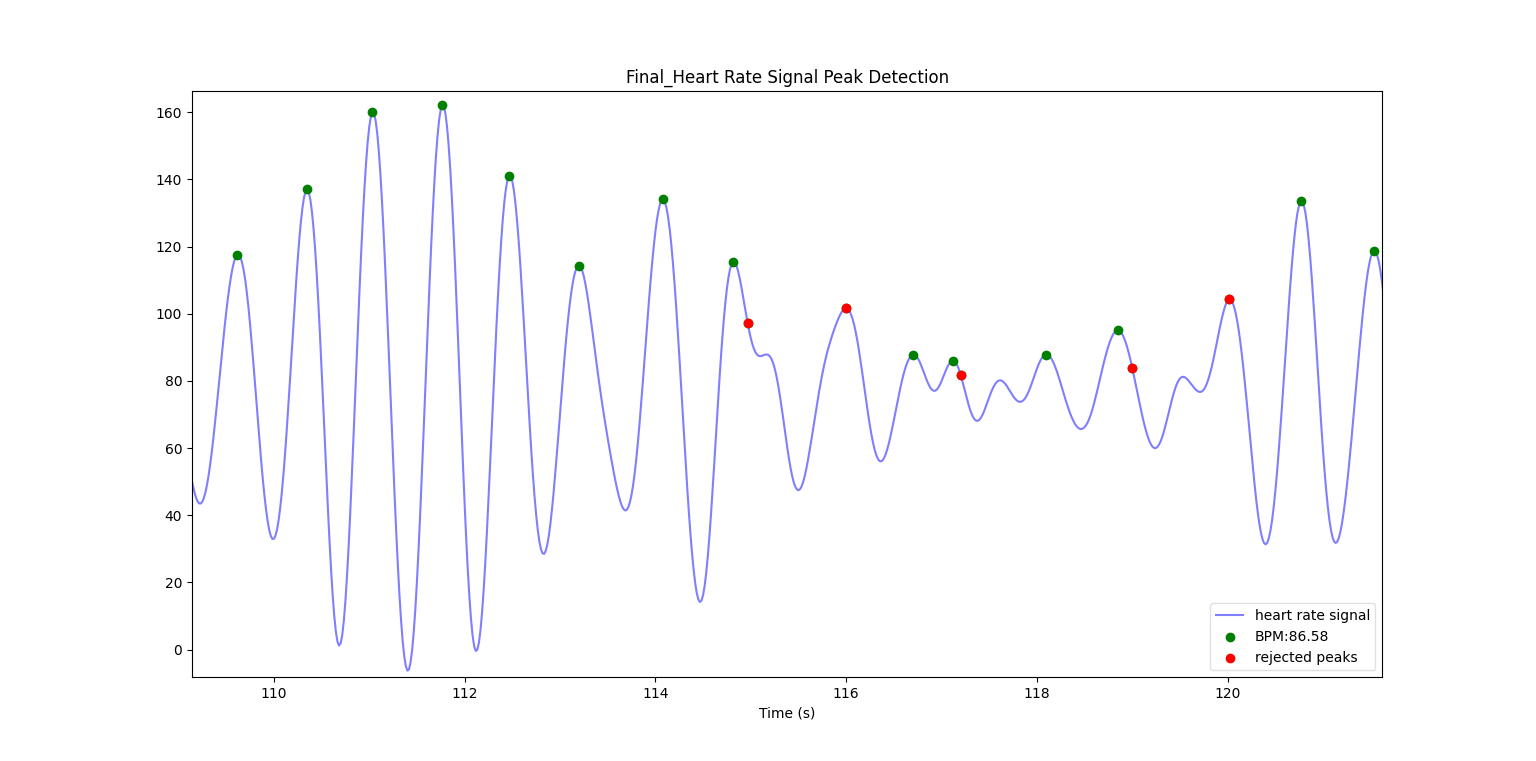 Final_Heart Rate Signal Peak Detection
160
140
120
100
80
60
40
20
0
heart rate signal
BPM:86.58
rejected peaks
110 112 114 116 118 120
Time (s)